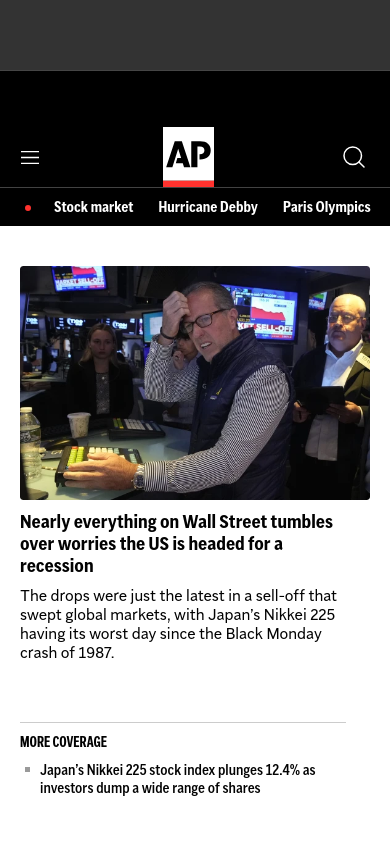 AP
Stock market Hurricane Debby Paris Olympics
MARKET SELL-OFF
Nearly everything on Wall Street tumbles
over worries the US is headed for a
recession
The drops were just the latest in a sell-off that
swept global markets, with Japan's Nikkei 225
having its worst day since the Black Monday
crash of 1987.
MORE COVERAGE
Japan's Nikkei 225 stock index plunges 12.4% as
investors dump a wide range of shares